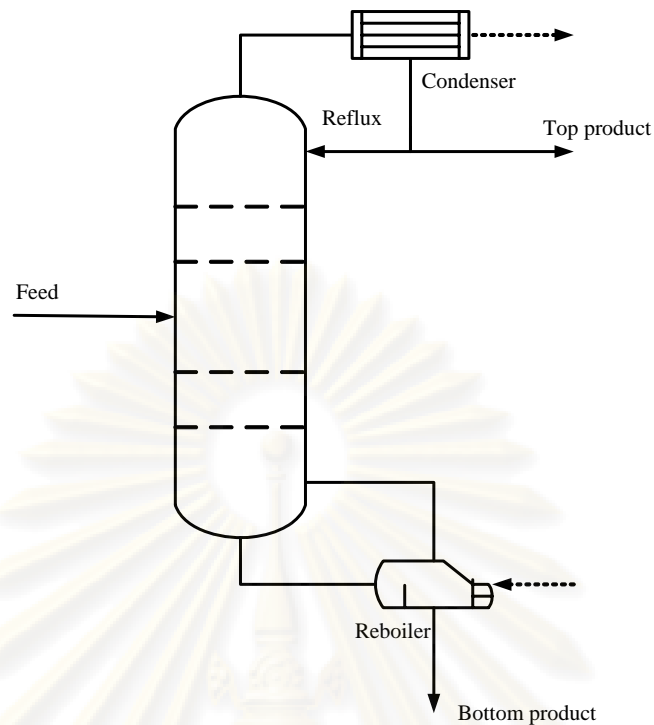 Condenser
Reflux
Top product
Feed
Reboiler
Bottom product